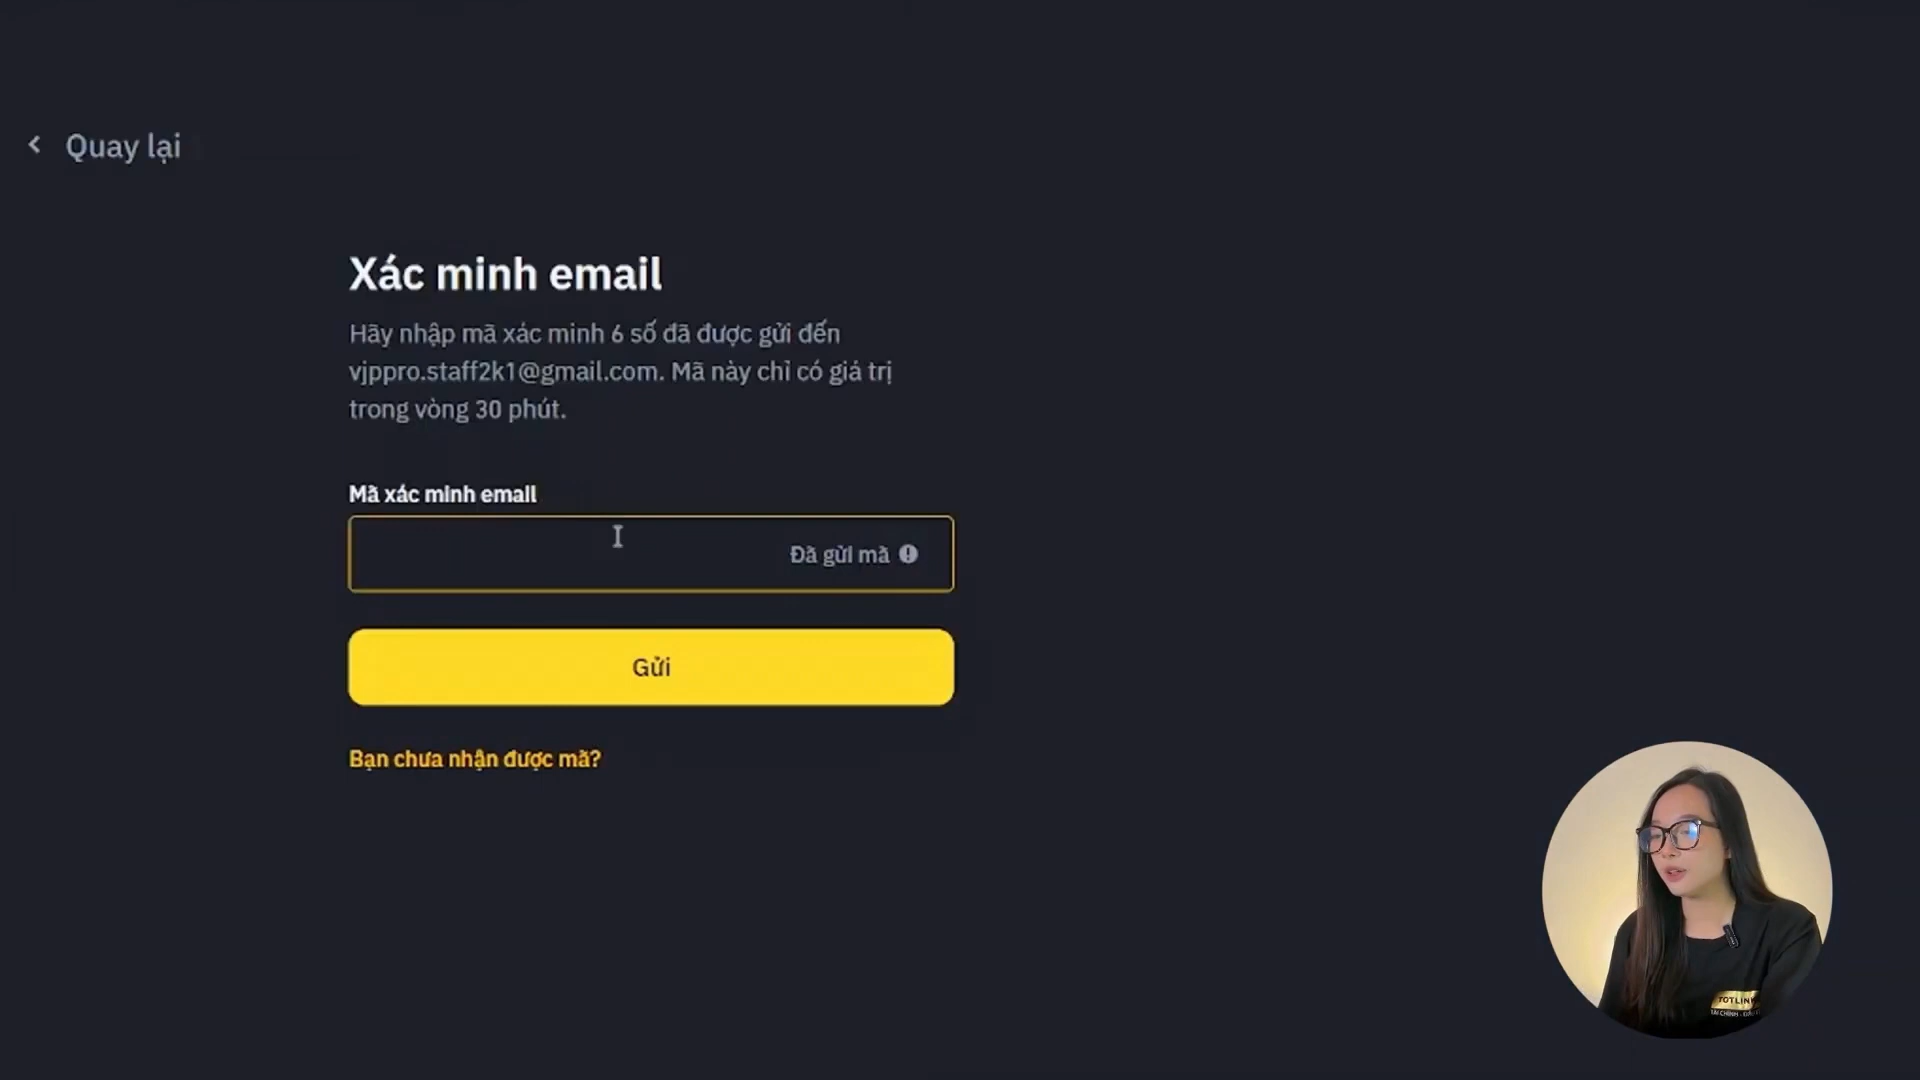 Quay lại
Xác minh email
Hãy nhập mã xác minh 6 số đã được gửi đến
vjppro.staff2k1@gmail.com. Mã này chỉ có giá trị
trong vòng 30 phút.
Mã xác minh email
Đã gửi mã
Gửi
Bạn chưa nhận được mã?